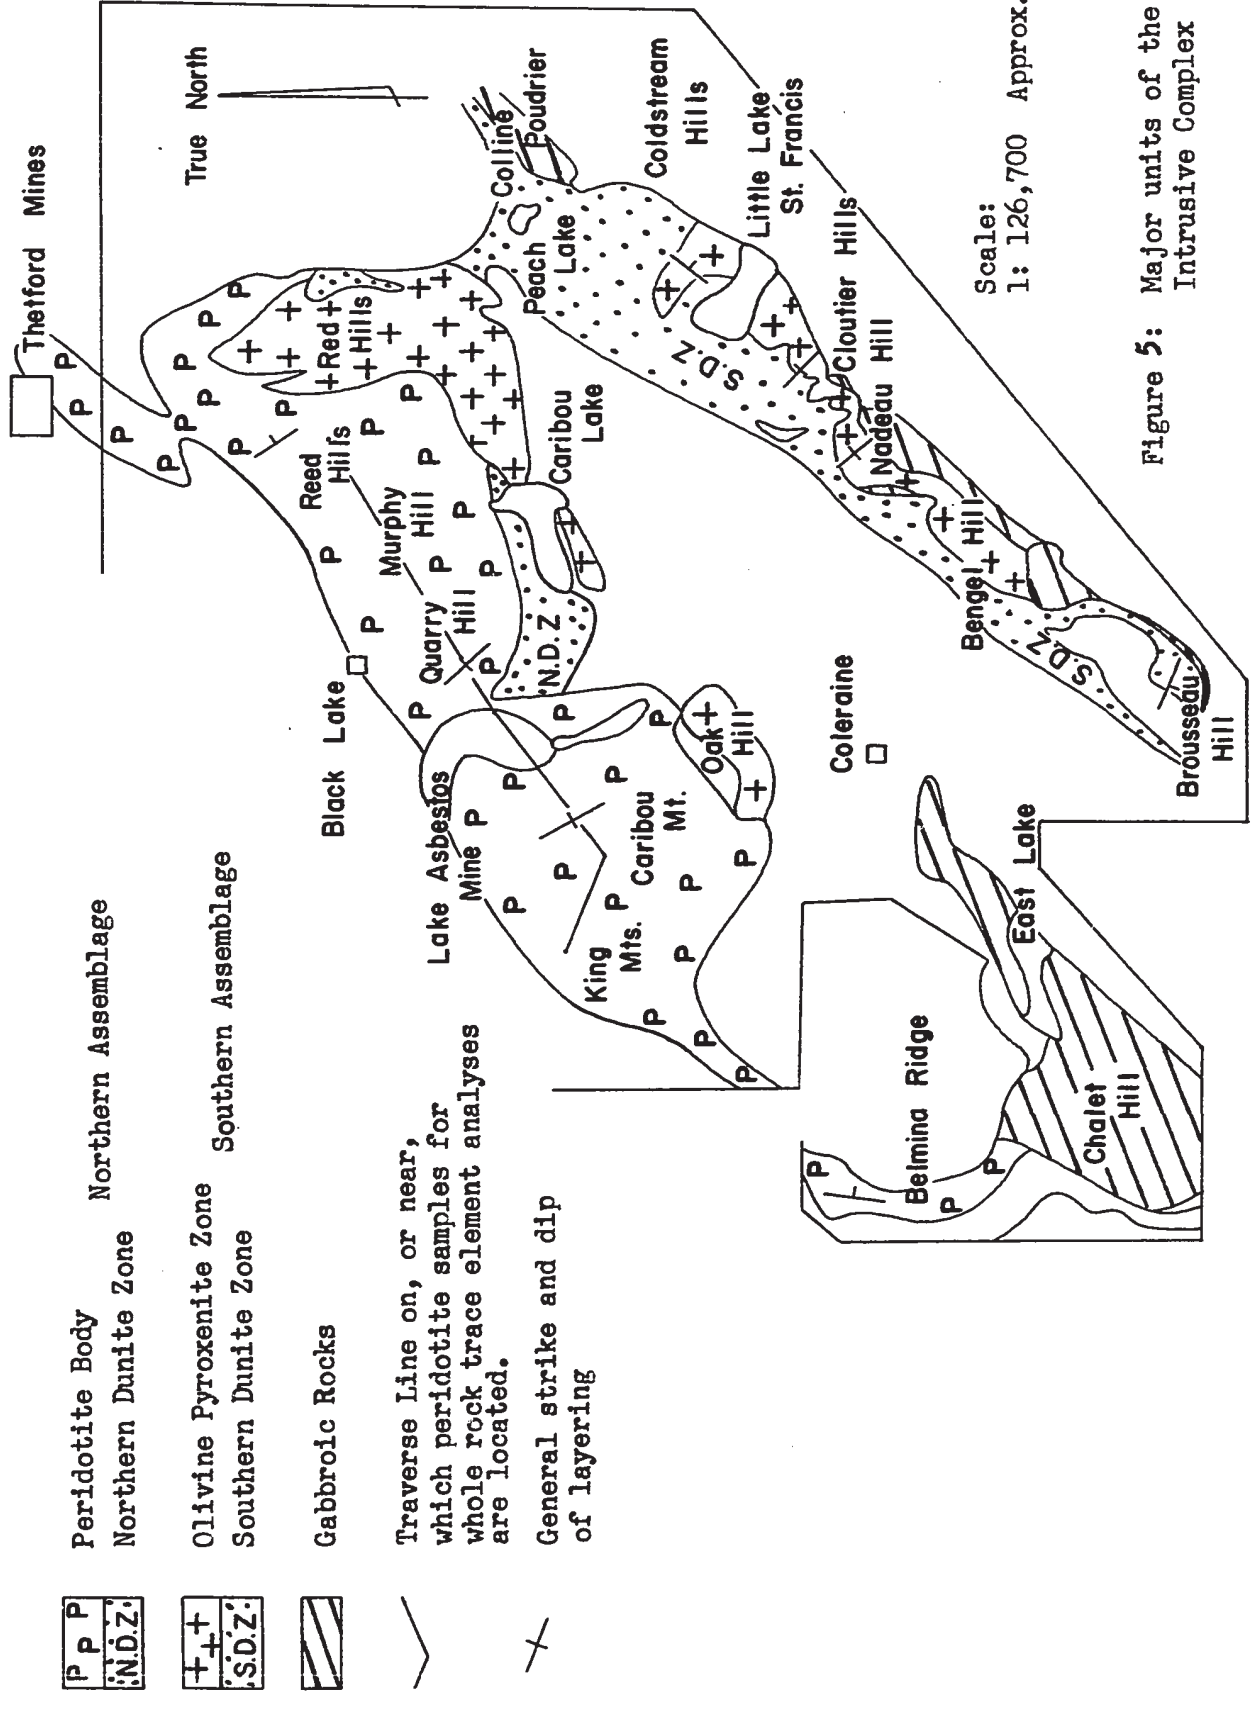 P P P
N.D.Z.
Peridotite Body
Northern Dunite Zone
Northern Assemblage
S.D.Z.
Olivine Pyroxenite Zone
Southern Dunite Zone
Southern Assemblage
Gabbroic Rocks
Traverse Line on, or near,
which peridotite samples for
whole rock trace element analyses
are located.
General strike and dip
of layering
Thetford Mines
True North
Black Lake
Lake Asbestos
Mine
King
Mts.
Caribou
Mt.
Quarry
Hill
Murphy
Hill
Reed
Hills
Red
Hills
N.D.Z
Caribou
Lake
Oak
Hill
Coleraine
Colline
Poudrier
Peach
Lake
Coldstream
Hills
Little Lake
St. Francis
S.D.Z
Cloutier Hills
Nadeau Hill
Bengel Hill
S.D.Z
Brousseau
Hill
East Lake
Belmina Ridge
Chalet
Hill
P P P P P P P P P P P P P P P P P P P P P P P P P P P P P P P P P P P P P P P
Scale:
1: 126,700 Approx.
Figure 5: Major units of the
Intrusive Complex